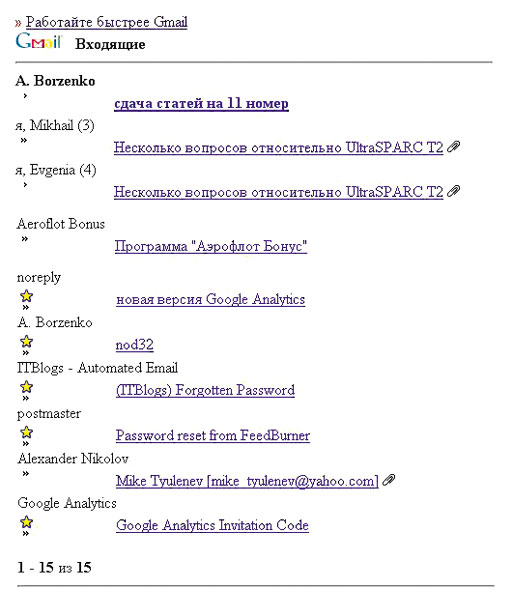 » Работайте быстрее Gmail
Gmail Входящие
A. Borzenko
›
сдача статей на 11 номер
я, Mikhail (3)
»
Несколько вопросов относительно UltraSPARC T2
я, Evgenia (4)
›
Несколько вопросов относительно UltraSPARC T2
Aeroflot Bonus
»
Программа "Аэрофлот Бонус"
noreply
»
новая версия Google Analytics
A. Borzenko
»
nod32
ITBlogs - Automated Email
»
(ITBlogs) Forgotten Password
postmaster
»
Password reset from FeedBurner
Alexander Nikolov
»
Mike Tyulenev [mike_tyulenev@yahoo.com]
Google Analytics
»
Google Analytics Invitation Code
1 - 15 из 15